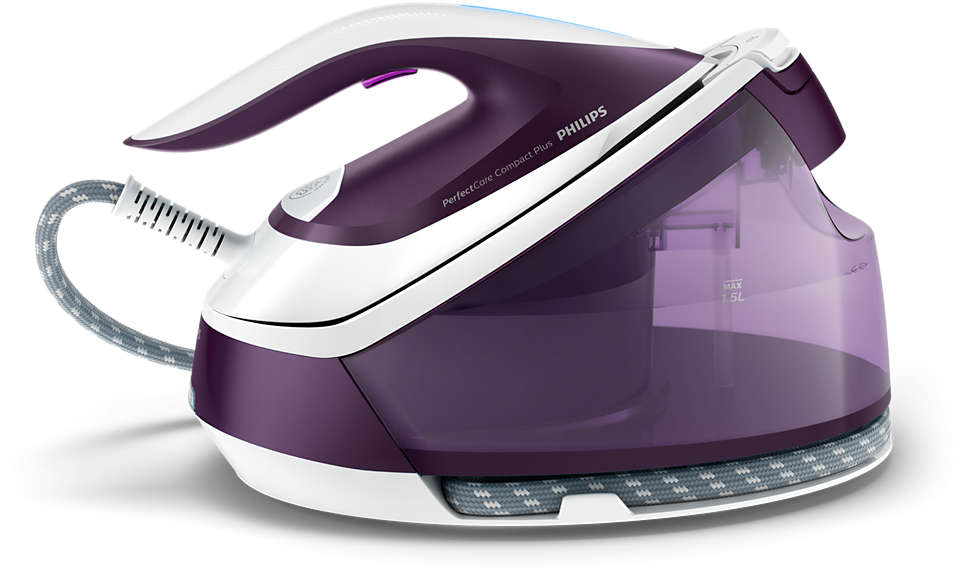 PHILIPS
PerfectCare Compact Plus
MAX
1.5L